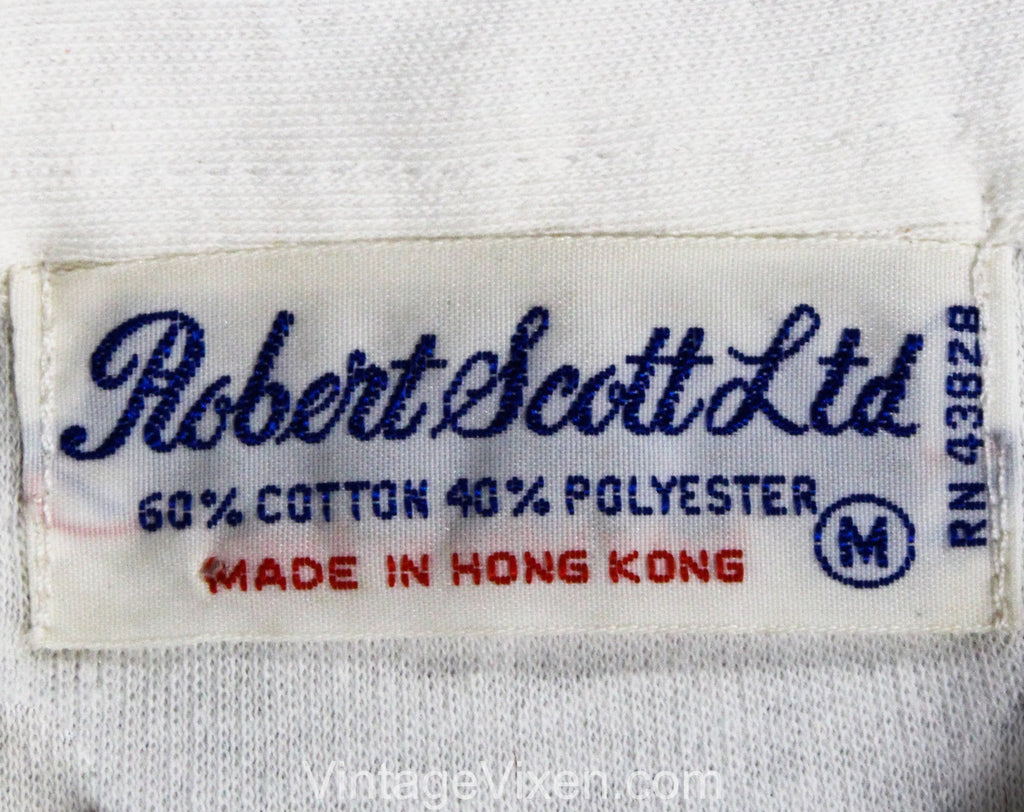 Robert Scott Ltd
60% COTTON 40% POLYESTER
M
MADE IN HONG KONG
RN 43828
VintageVixen.com